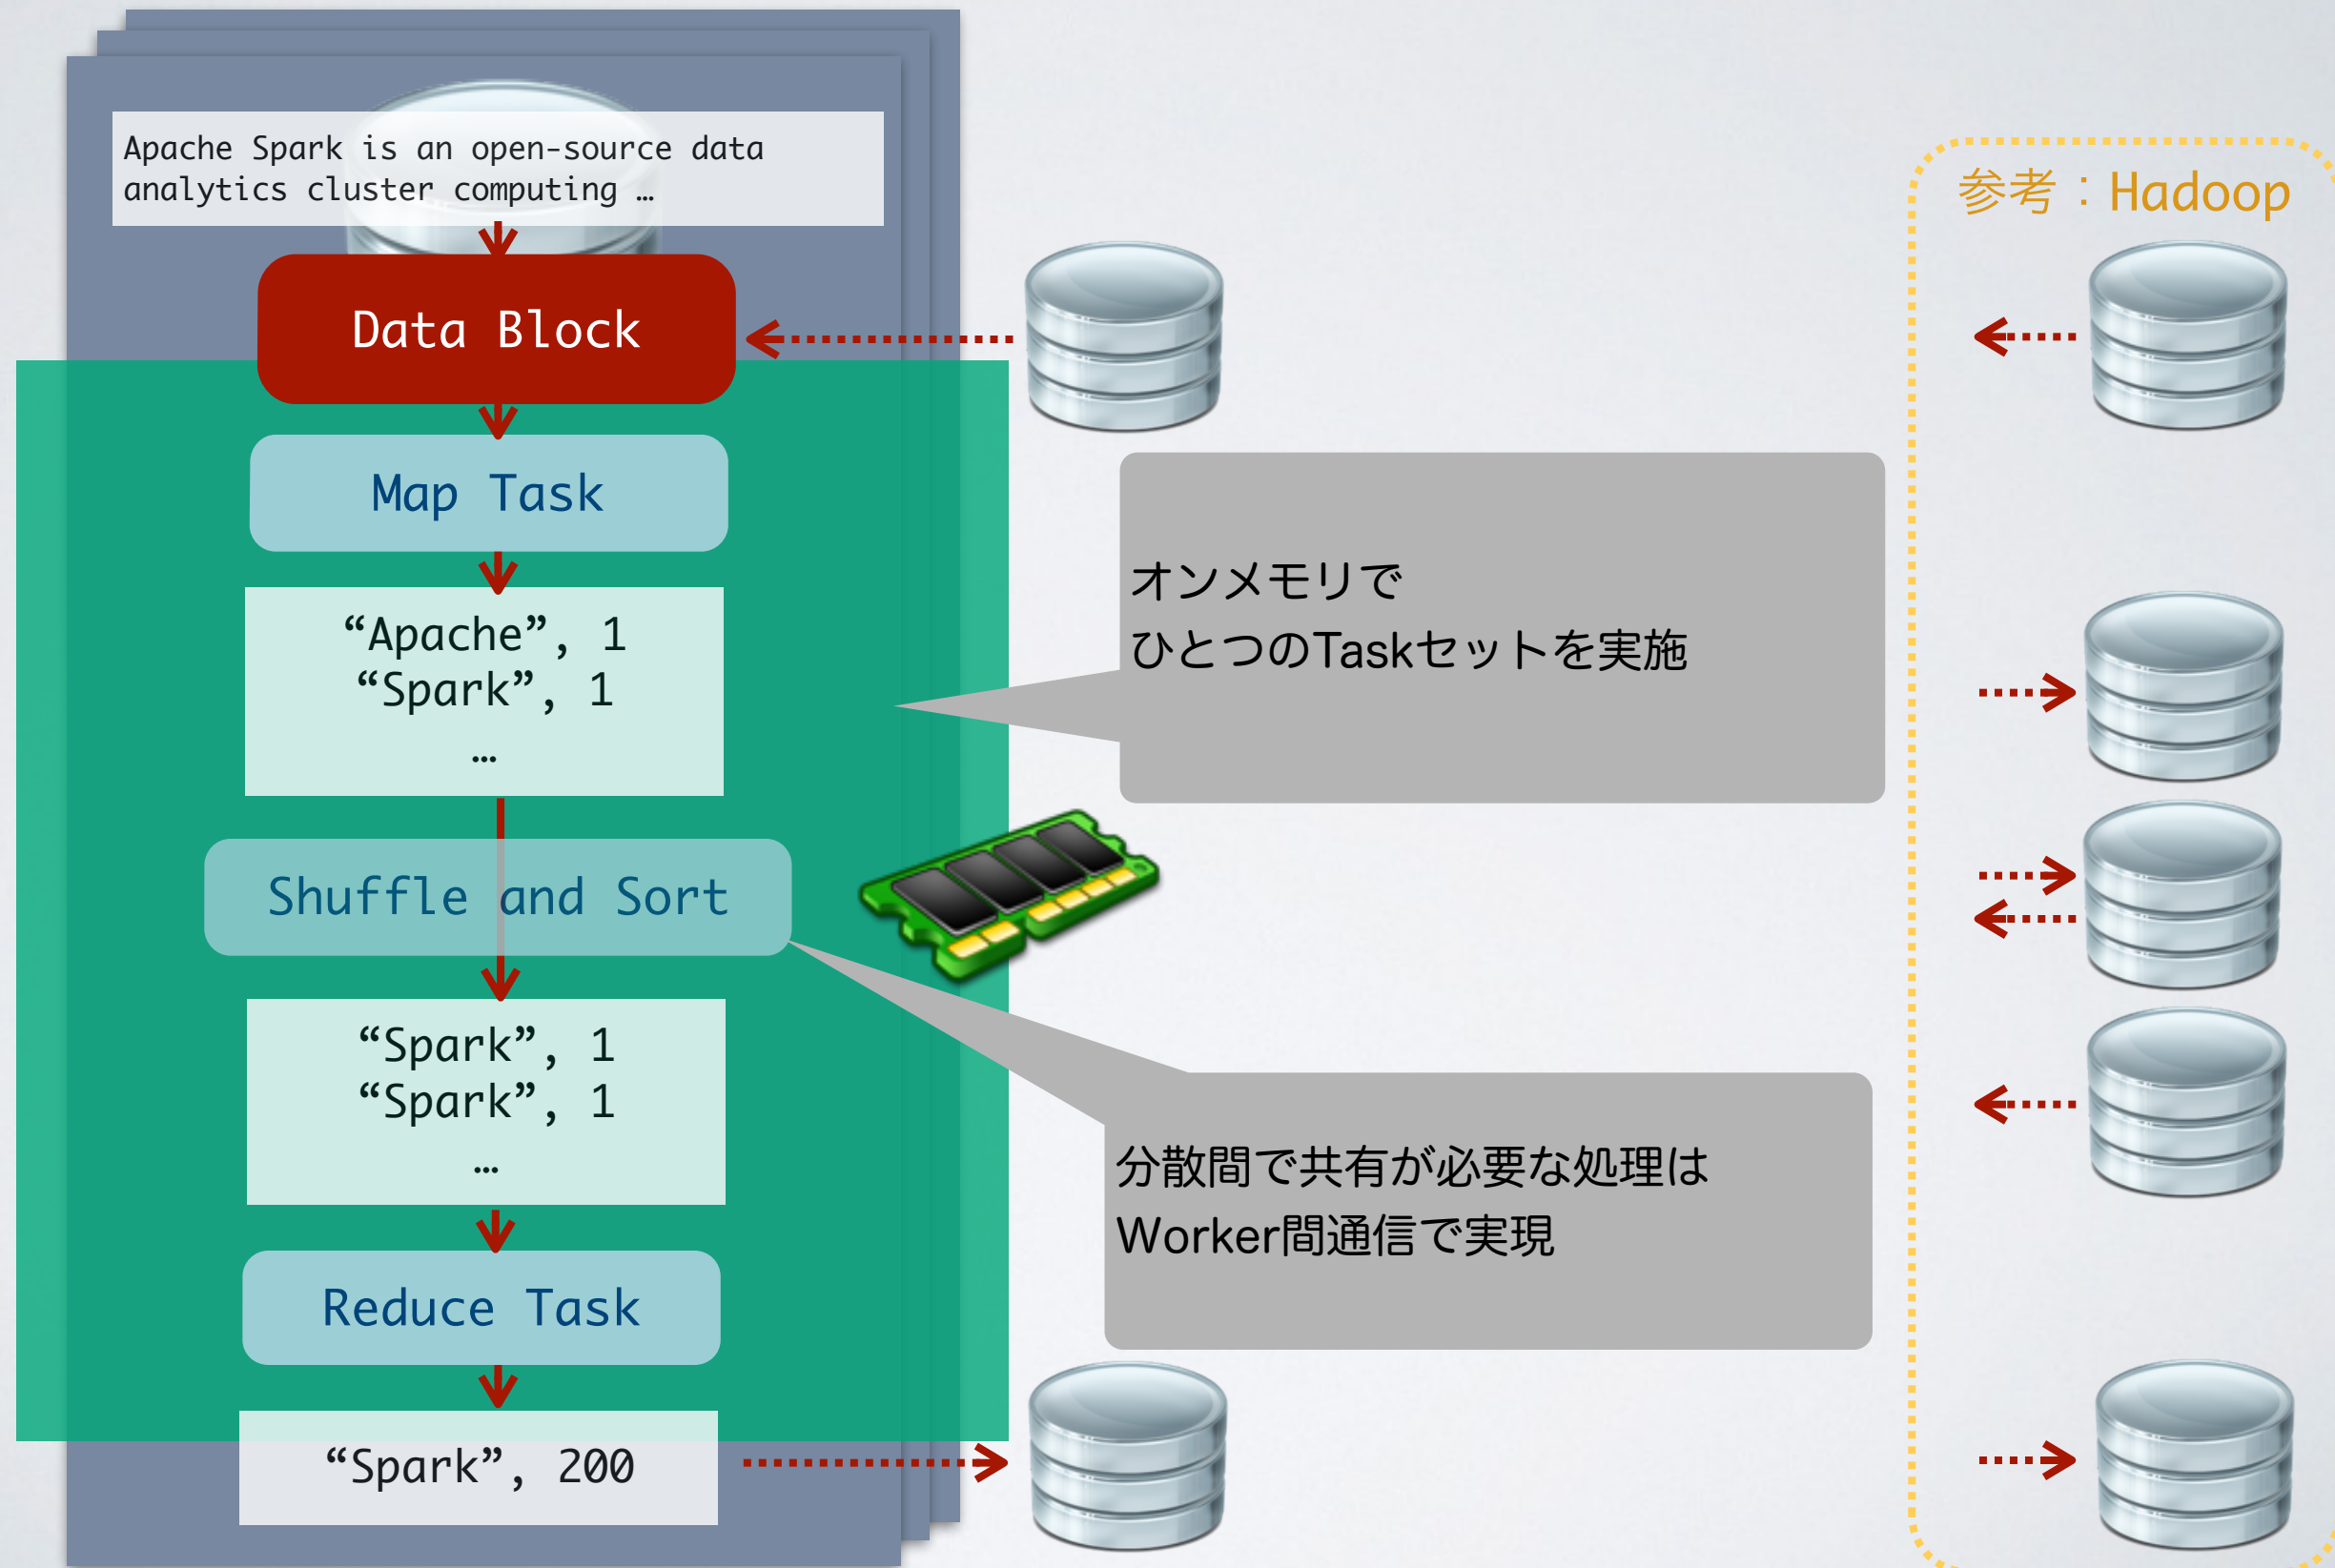 Apache Spark is an open-source data
analytics cluster computing …
参考：Hadoop
Data Block
Map Task
オンメモリで
ひとつのTaskセットを実施
“Apache”, 1
“Spark”, 1
…
Shuffle and Sort
“Spark”, 1
“Spark”, 1
…
分散間で共有が必要な処理は
Worker間通信で実現
Reduce Task
“Spark”, 200